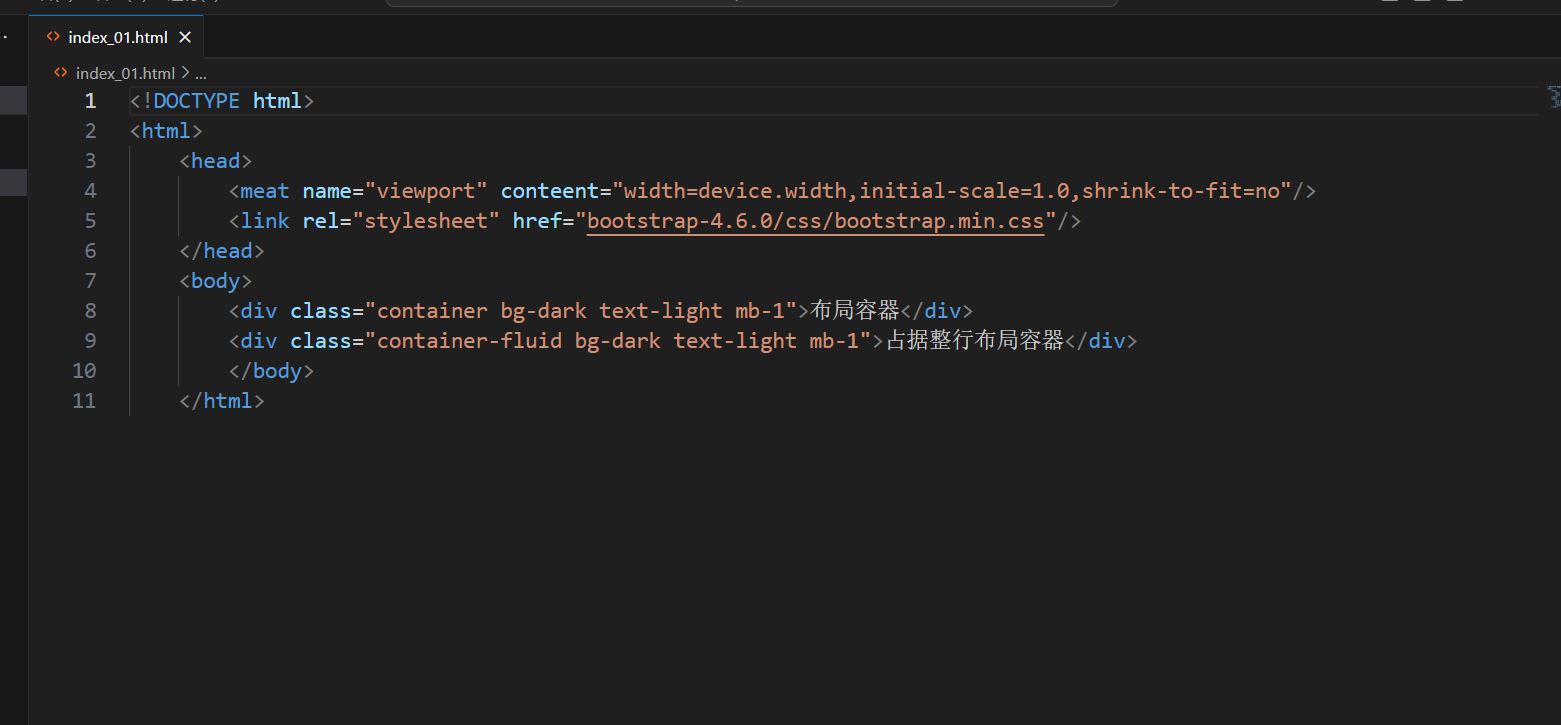 index_01.html
index_01.html > ...
1 <!DOCTYPE html>
2 <html>
3 <head>
4 <meat name="viewport" conteent="width=device.width,initial-scale=1.0,shrink-to-fit=no"/>
5 <link rel="stylesheet" href="bootstrap-4.6.0/css/bootstrap.min.css"/>
6 </head>
7 <body>
8 <div class="container bg-dark text-light mb-1">布局容器</div>
9 <div class="container-fluid bg-dark text-light mb-1">占据整行布局容器</div>
10 </body>
11 </html>